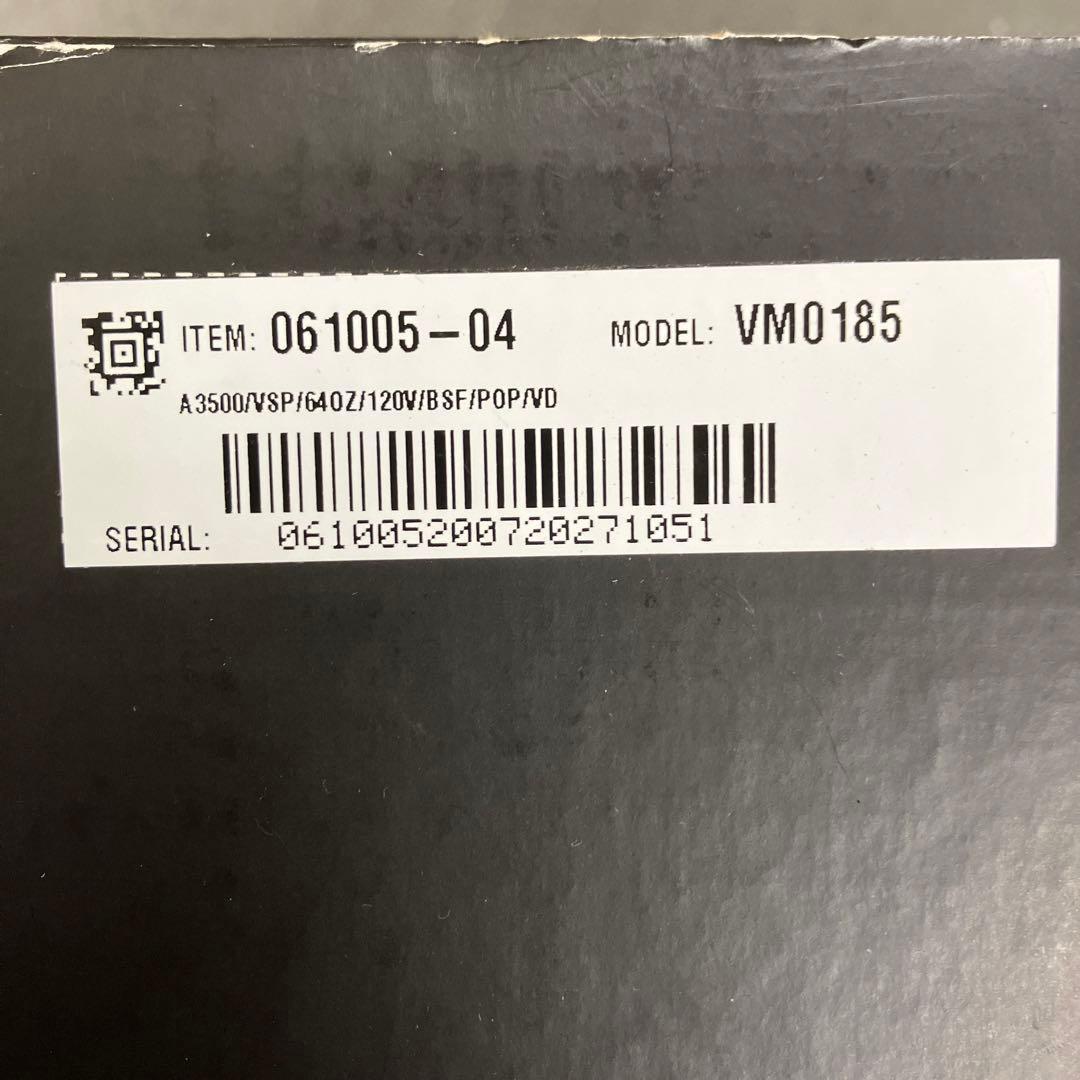 ITEM: 061005-04 MODEL: VM0185
A3500/VSP/64OZ/120V/BSF/POP/VD
SERIAL: 061005200720271051